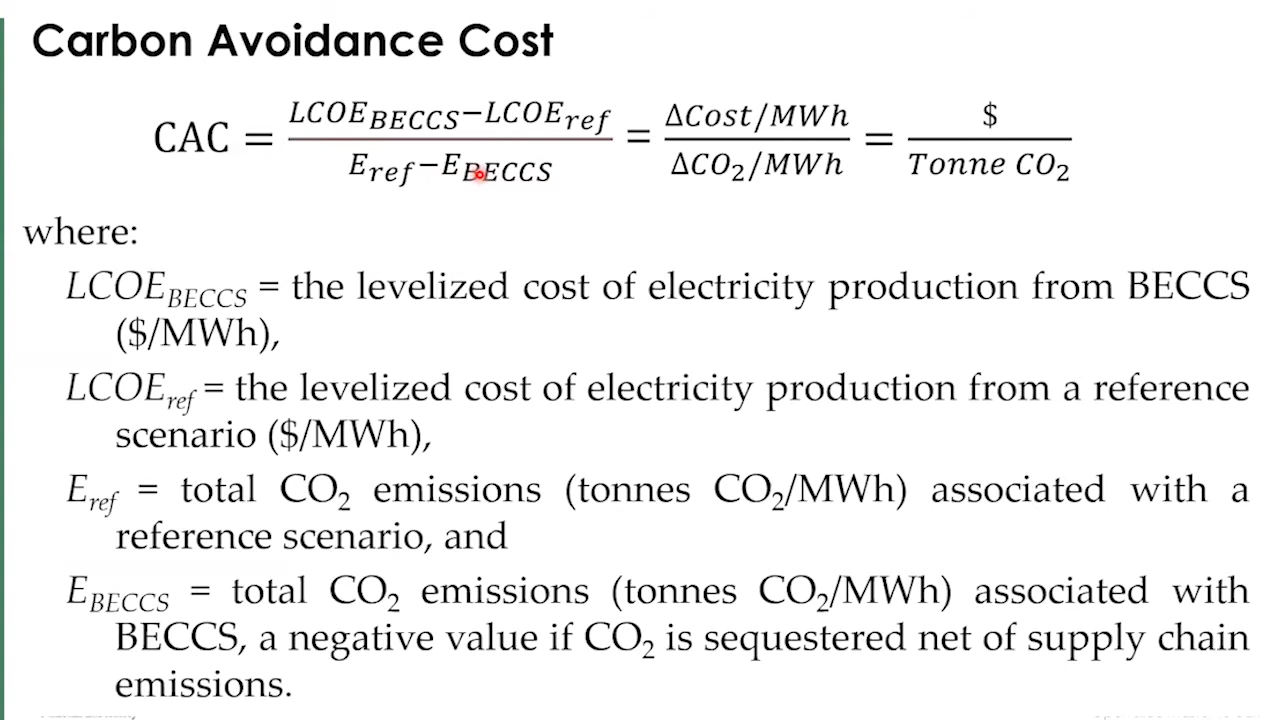 Carbon Avoidance Cost
CAC = (LCOE_BECCS − LCOE_ref) / (E_ref − E_BECCS) = (ΔCost/MWh) / (ΔCO₂/MWh) = $ / (Tonne CO₂)
where:
LCOE_BECCS = the levelized cost of electricity production from BECCS
($/MWh),
LCOE_ref = the levelized cost of electricity production from a reference
scenario ($/MWh),
E_ref = total CO₂ emissions (tonnes CO₂/MWh) associated with a
reference scenario, and
E_BECCS = total CO₂ emissions (tonnes CO₂/MWh) associated with
BECCS, a negative value if CO₂ is sequestered net of supply chain
emissions.